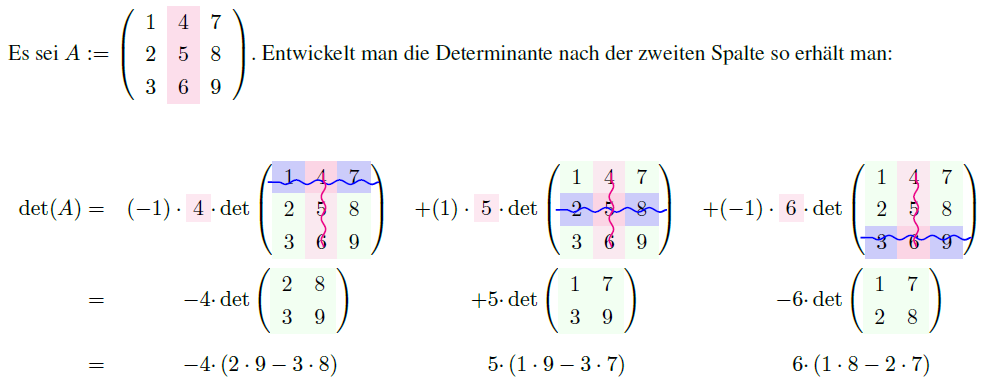 Es sei A := ( 1 4 7
2 5 8
3 6 9 ) . Entwickelt man die Determinante nach der zweiten Spalte so erhält man:
det(A) = (−1) · 4 · det ( 1 4 7 +(1) · 5 · det ( 1 4 7 +(−1) · 6 · det ( 1 4 7
2 5 8 2 5 8 2 5 8
3 6 9 ) 3 6 9 ) 3 6 9 )
= −4· det ( 2 8 +5· det ( 1 7 −6· det ( 1 7
3 9 ) 3 9 ) 2 8 )
= −4· (2 · 9 − 3 · 8) 5· (1 · 9 − 3 · 7) 6· (1 · 8 − 2 · 7)